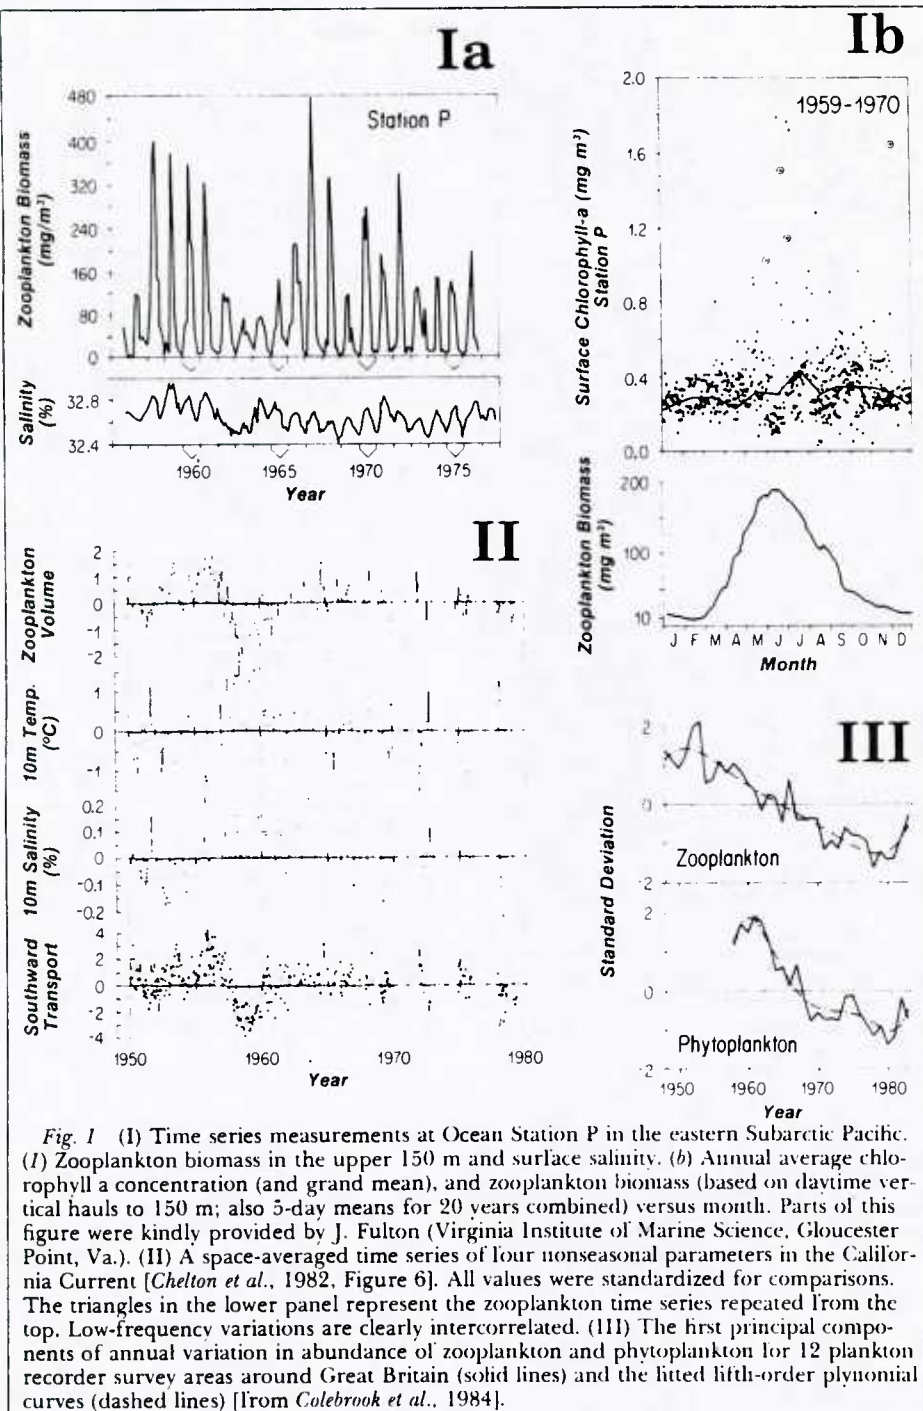 Ia
480
400
320
240
160
80
0
Zooplankton Biomass
(mg/m³)
Station P
32.8
32.4
Salinity
(%)
1960
1965
1970
1975
Year
Ib
2.0
1.6
1.2
0.8
0.4
0.0
Surface Chlorophyll-a (mg m³)
Station P
1959-1970
200
100
10
Zooplankton Biomass
(mg m³)
J F M A M J J A S O N D
Month
II
2
1
0
-1
-2
Zooplankton
Volume
1
0
-1
10m Temp.
(°C)
0.2
0.1
0
-0.1
-0.2
10m Salinity
(%)
4
2
0
-2
-4
Southward
Transport
1950
1960
1970
1980
Year
III
2
0
-2
Zooplankton
2
0
-2
Phytoplankton
Standard Deviation
1950
1960
1970
1980
Year
Fig. 1 (I) Time series measurements at Ocean Station P in the eastern Subarctic Pacific.
(1) Zooplankton biomass in the upper 150 m and surface salinity. (b) Annual average chlo-
rophyll a concentration (and grand mean), and zooplankton biomass (based on daytime ver-
tical hauls to 150 m; also 5-day means for 20 years combined) versus month. Parts of this
figure were kindly provided by J. Fulton (Virginia Institute of Marine Science, Gloucester
Point, Va.). (II) A space-averaged time series of four nonseasonal parameters in the Califor-
nia Current [Chelton et al., 1982, Figure 6]. All values were standardized for comparisons.
The triangles in the lower panel represent the zooplankton time series repeated from the
top. Low-frequency variations are clearly intercorrelated. (III) The first principal compo-
nents of annual variation in abundance of zooplankton and phytoplankton for 12 plankton
recorder survey areas around Great Britain (solid lines) and the fitted fifth-order plynomial
curves (dashed lines) [from Colebrook et al., 1984].